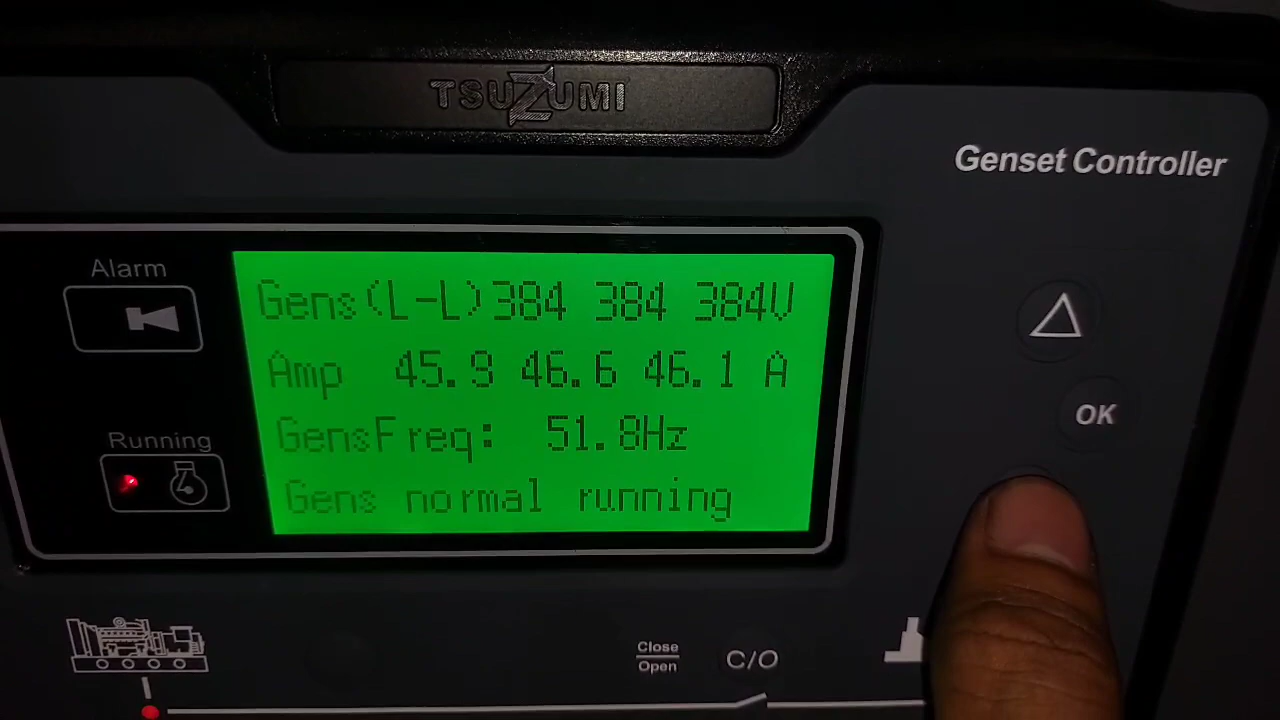 TSUZUMI
Genset Controller
Alarm
Gens(L-L)384 384 384V
Amp 45.9 46.6 46.1 A
GensFreq: 51.8Hz
Gens normal running
Running
OK
Close
Open
C/O